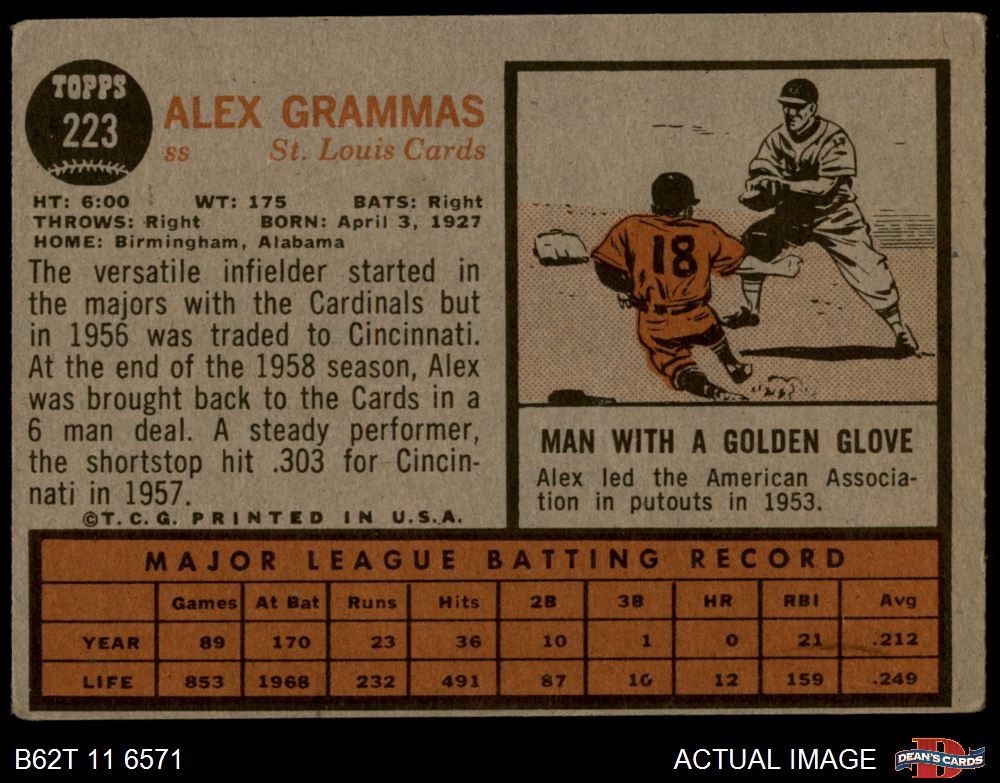 TOPPS
223
ALEX GRAMMAS
ss St. Louis Cards
HT: 6:00 WT: 175 BATS: Right
THROWS: Right BORN: April 3, 1927
HOME: Birmingham, Alabama
The versatile infielder started in
the majors with the Cardinals but
in 1956 was traded to Cincinnati.
At the end of the 1958 season, Alex
was brought back to the Cards in a
6 man deal. A steady performer,
the shortstop hit .303 for Cincin-
nati in 1957.
©T.C.G. PRINTED IN U.S.A.
18
MAN WITH A GOLDEN GLOVE
Alex led the American Associa-
tion in putouts in 1953.
MAJOR LEAGUE BATTING RECORD
Games At Bat Runs Hits 2B 3B HR RBI Avg
YEAR 89 170 23 36 10 1 0 21 .212
LIFE 853 1968 232 491 87 10 12 159 .249
B62T 11 6571
ACTUAL IMAGE
D
DEAN'S CARDS